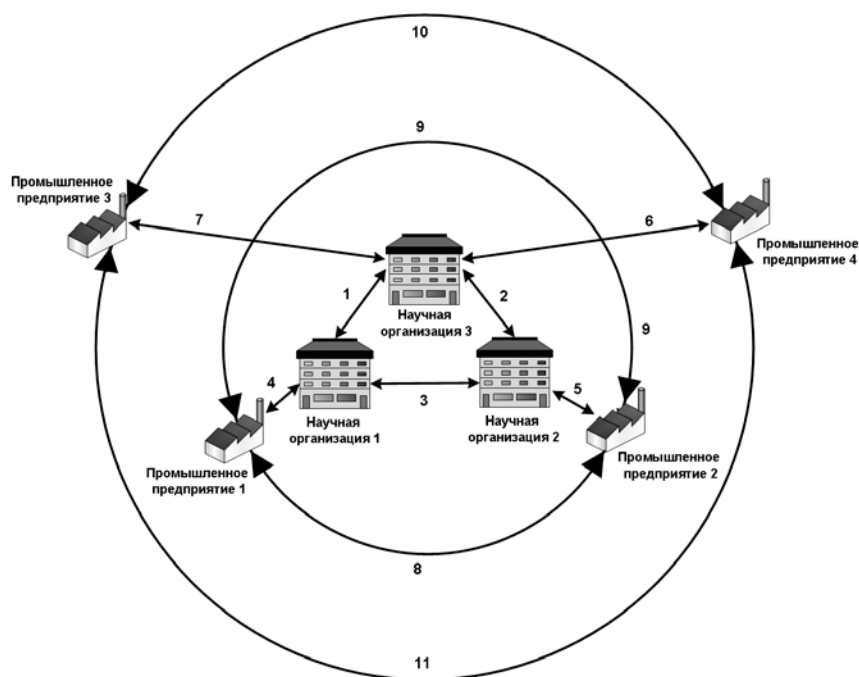 10
9
Промышленное
предприятие 3
7
6
Промышленное
предприятие 4
1
2
Научная
организация 3
9
4
3
5
Научная
организация 1
Научная
организация 2
Промышленное
предприятие 1
Промышленное
предприятие 2
8
11